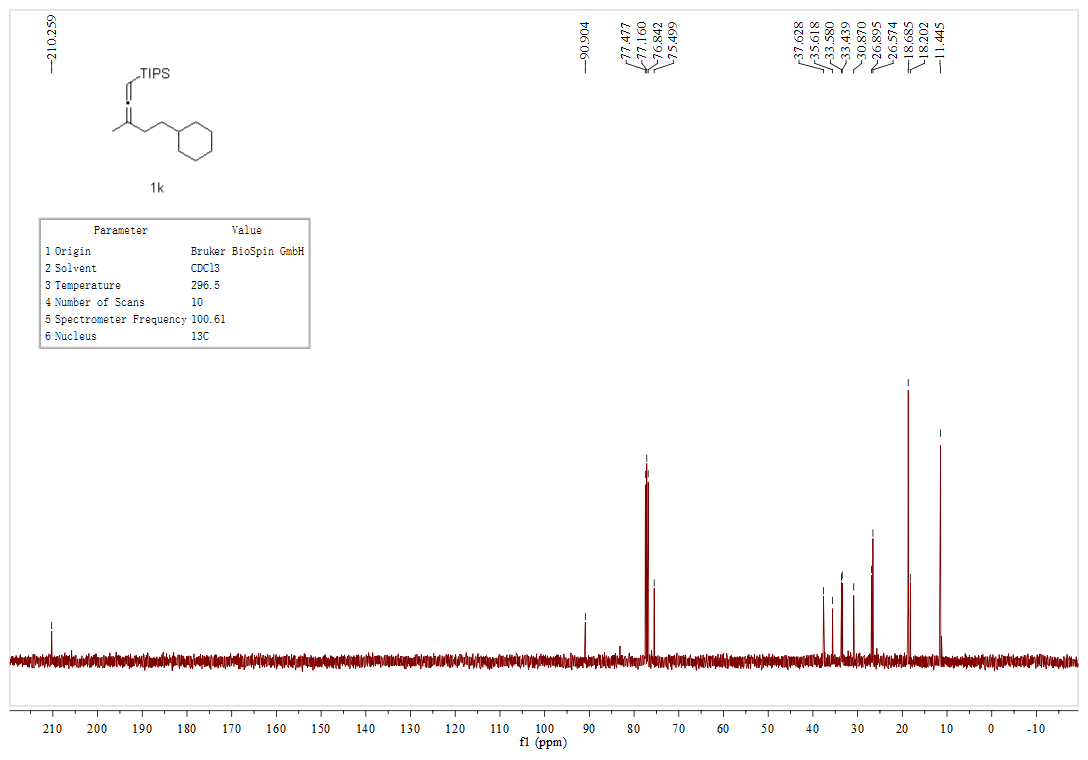 210.259
90.904
77.477
77.160
76.842
75.499
37.628
35.618
33.580
33.439
30.870
26.895
26.574
18.685
18.202
11.445
TIPS
1k
Parameter Value
1 Origin Bruker BioSpin GmbH
2 Solvent CDCl3
3 Temperature 296.5
4 Number of Scans 10
5 Spectrometer Frequency 100.61
6 Nucleus 13C
210 200 190 180 170 160 150 140 130 120 110 100 90 80 70 60 50 40 30 20 10 0 -10
f1 (ppm)